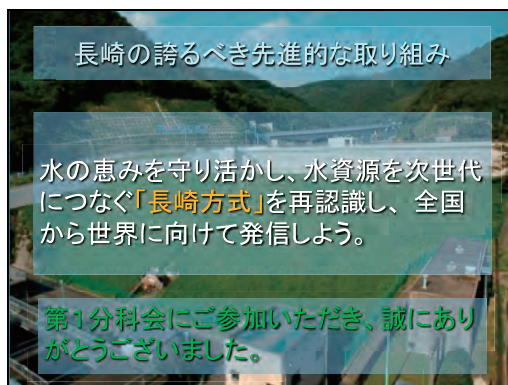 長崎の誇るべき先進的な取り組み
水の恵みを守り活かし、水資源を次世代
につなぐ「長崎方式」を再認識し、全国
から世界に向けて発信しよう。
第１分科会にご参加いただき、誠にあり
がとうございました。